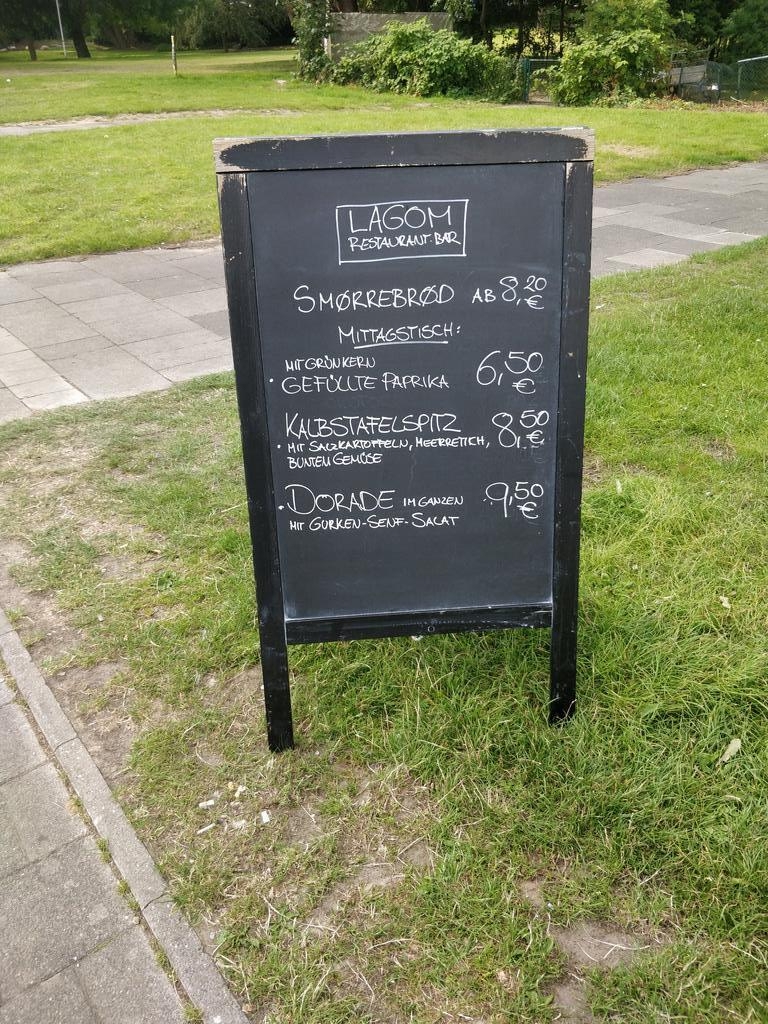 LAGOM
RESTAURANT·BAR
SMØRREBRØD AB 8,20 €
MITTAGSTISCH:
MIT GRÜNKERN
· GEFÜLLTE PAPRIKA 6,50 €
KALBSTAFELSPITZ 8,50 €
· MIT SALZKARTOFFELN, MEERRETICH,
BUNTEM GEMÜSE
· DORADE IM GANZEN 9,50 €
MIT GURKEN-SENF-SALAT